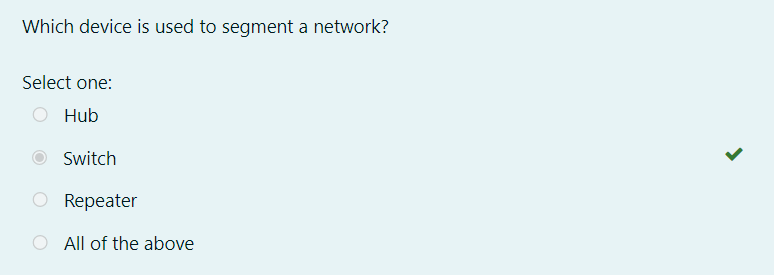 Which device is used to segment a network?
Select one:
Hub
Switch
Repeater
All of the above